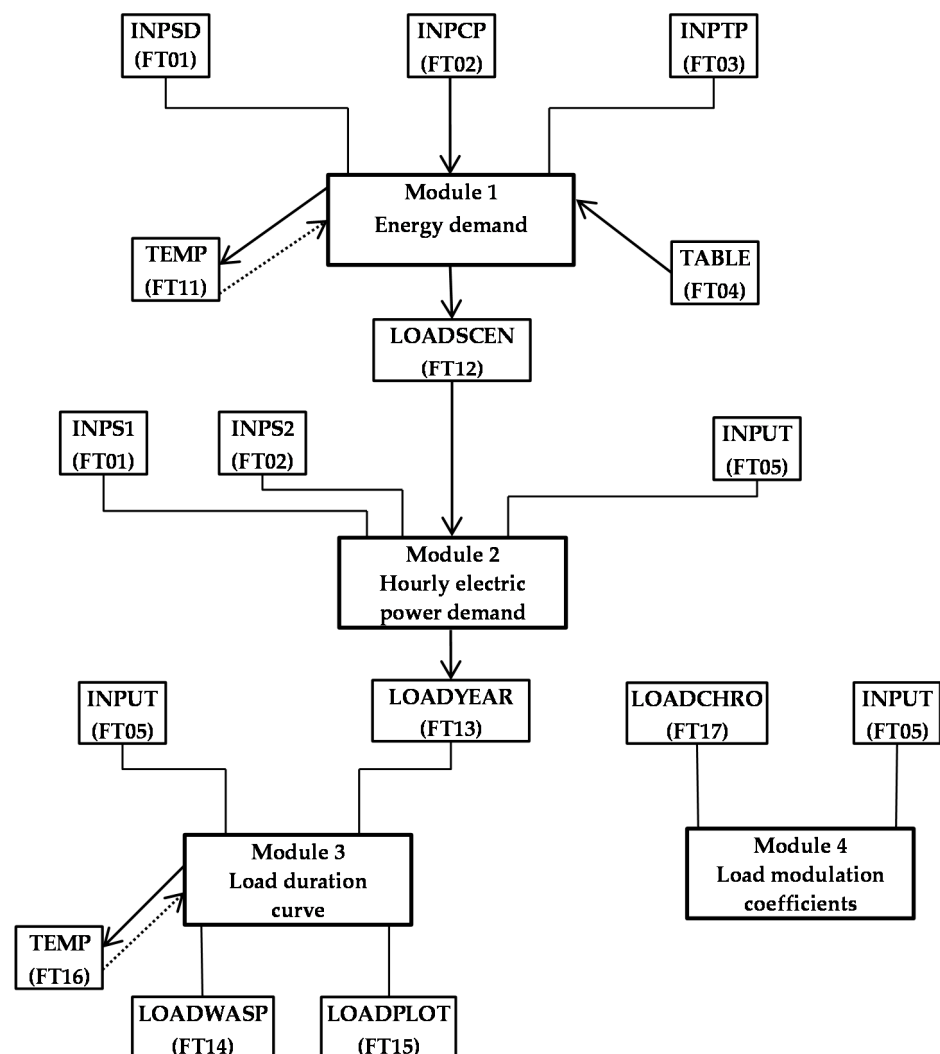 INPSD
(FT01)
INPCP
(FT02)
INPTP
(FT03)
Module 1
Energy demand
TEMP
(FT11)
TABLE
(FT04)
LOADSCEN
(FT12)
INPS1
(FT01)
INPS2
(FT02)
INPUT
(FT05)
Module 2
Hourly electric
power demand
INPUT
(FT05)
LOADYEAR
(FT13)
LOADCHRO
(FT17)
INPUT
(FT05)
Module 3
Load duration
curve
Module 4
Load modulation
coefficients
TEMP
(FT16)
LOADWASP
(FT14)
LOADPLOT
(FT15)